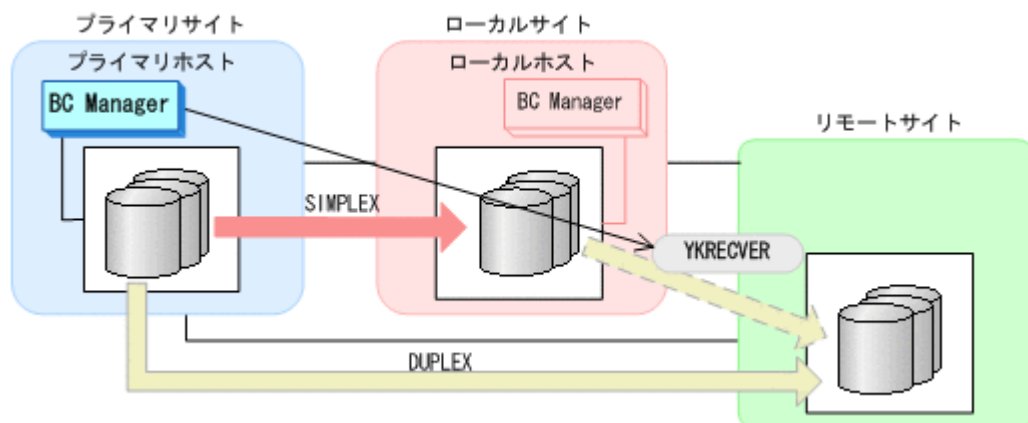 プライマリサイト
ローカルサイト
プライマリホスト
ローカルホスト
BC Manager
BC Manager
リモートサイト
SIMPLEX
YKRECVER
DUPLEX